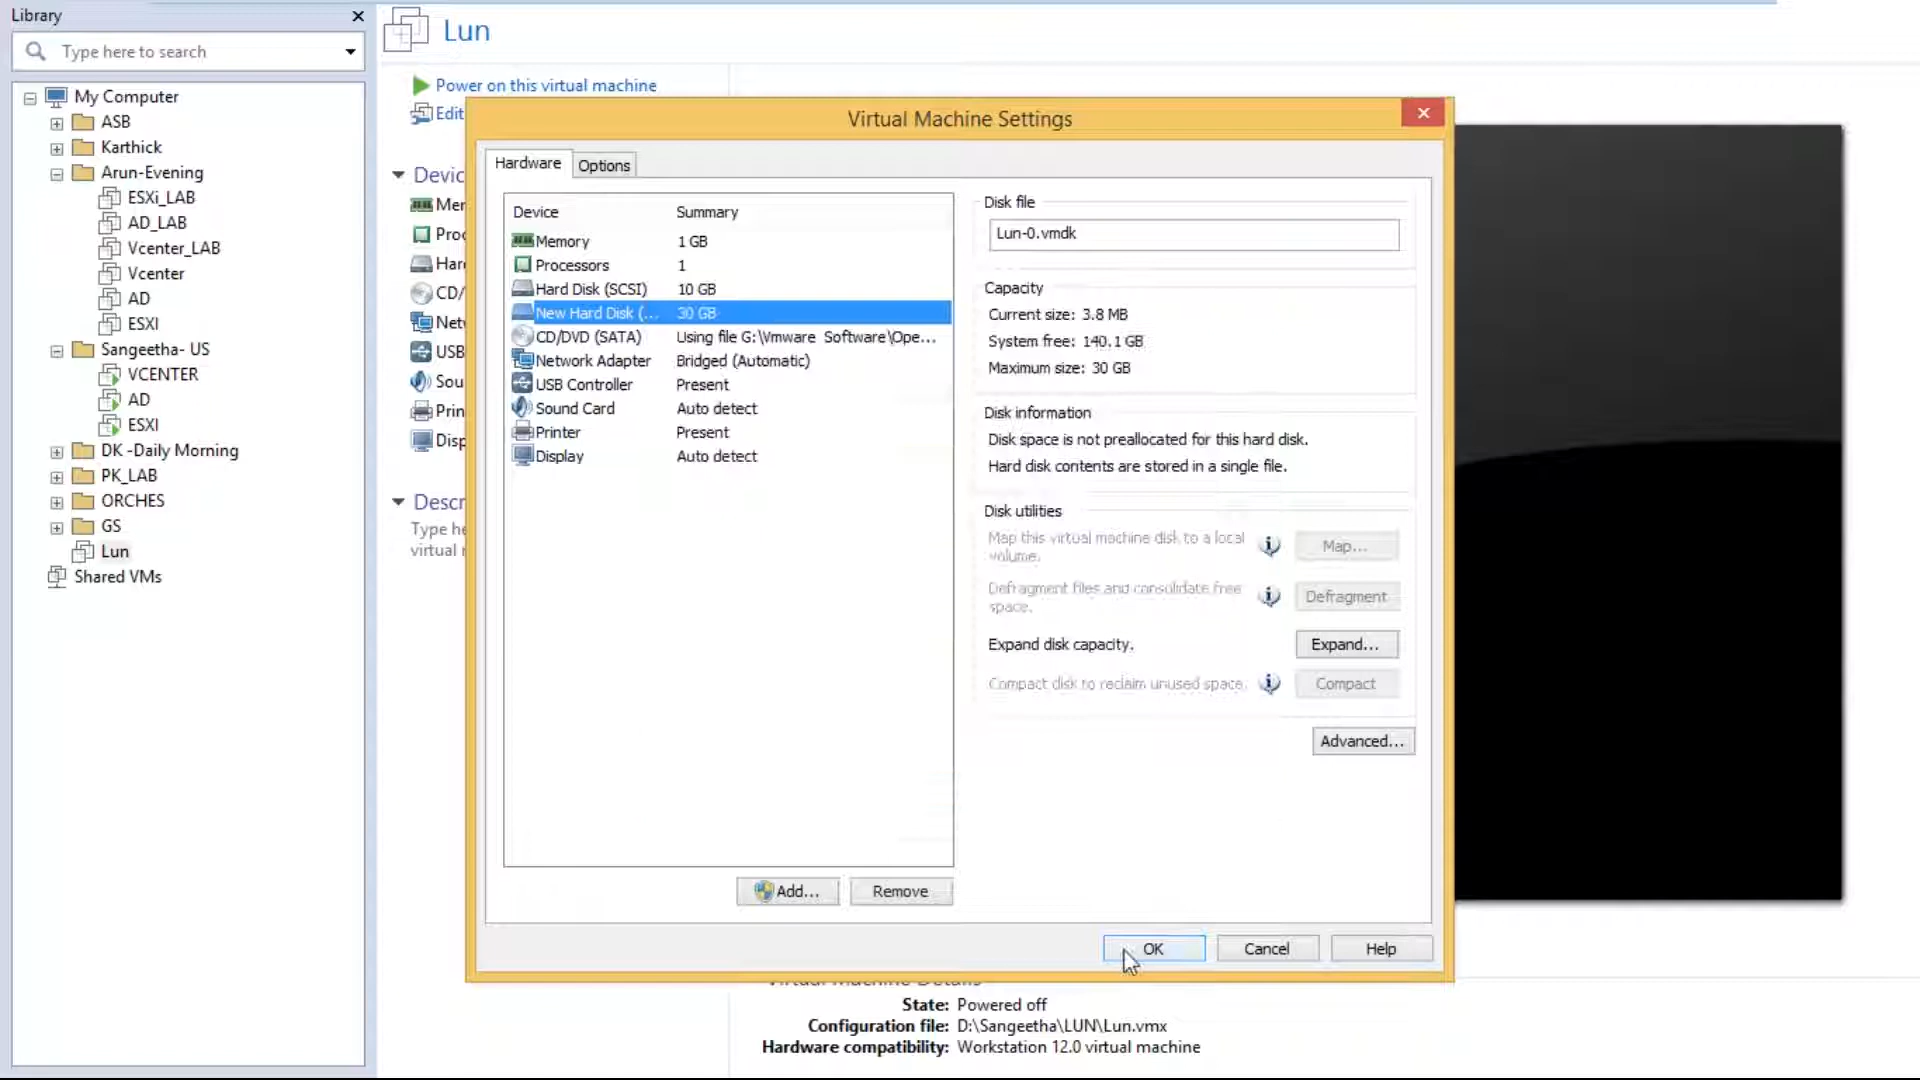 Library
Type here to search
My Computer
ASB
Karthick
Arun-Evening
ESXi_LAB
AD_LAB
Vcenter_LAB
Vcenter
AD
ESXI
Sangeetha- US
VCENTER
AD
ESXI
DK -Daily Morning
PK_LAB
ORCHES
GS
Lun
Shared VMs
Lun
Power on this virtual machine
Edit
Devic
Mer
Proc
Harc
CD/
Netv
USB
Sou
Prin
Disp
Descr
Type he
virtual r
Virtual Machine Settings
Hardware
Options
Device Summary
Memory 1 GB
Processors 1
Hard Disk (SCSI) 10 GB
New Hard Disk (... 30 GB
CD/DVD (SATA) Using file G:\Vmware Software\Ope...
Network Adapter Bridged (Automatic)
USB Controller Present
Sound Card Auto detect
Printer Present
Display Auto detect
Add...
Remove
Disk file
Lun-0.vmdk
Capacity
Current size: 3.8 MB
System free: 140.1 GB
Maximum size: 30 GB
Disk information
Disk space is not preallocated for this hard disk.
Hard disk contents are stored in a single file.
Disk utilities
Map this virtual machine disk to a local
volume.
Map...
Defragment files and consolidate free
space.
Defragment
Expand disk capacity.
Expand...
Compact disk to reclaim unused space.
Compact
Advanced...
OK
Cancel
Help
Virtual Machine Details
State: Powered off
Configuration file: D:\Sangeetha\LUN\Lun.vmx
Hardware compatibility: Workstation 12.0 virtual machine